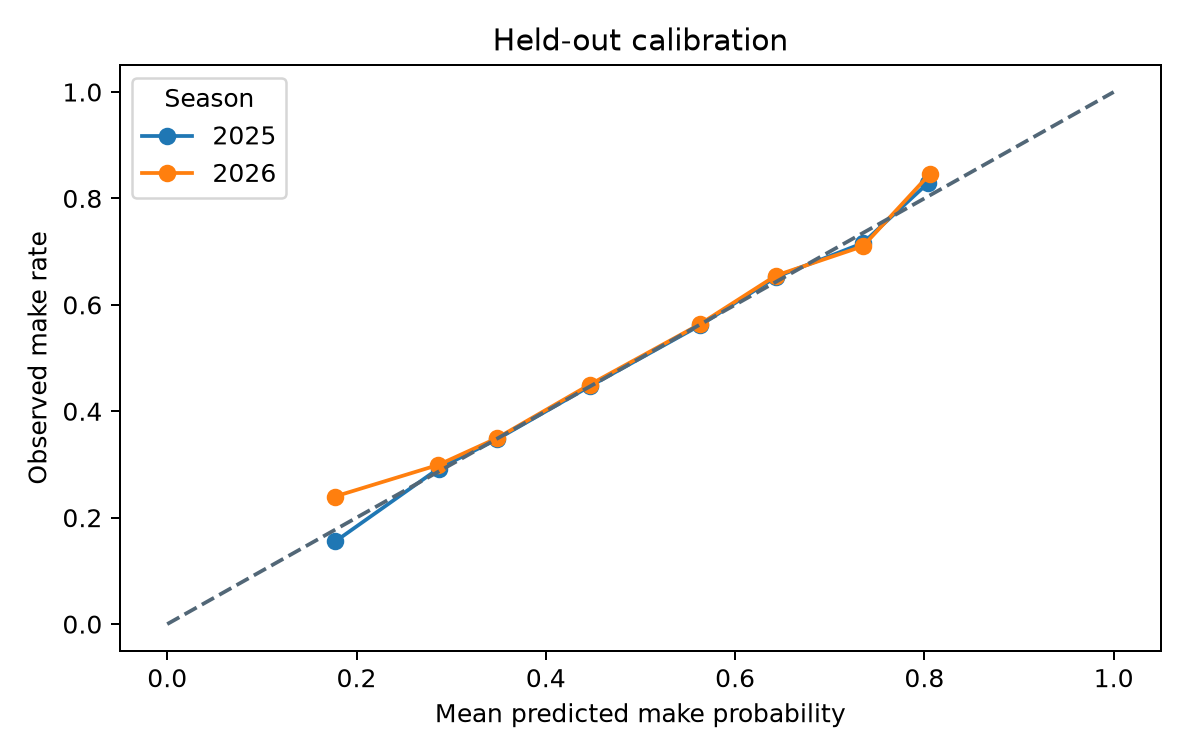 Held-out calibration
Season
2025
2026
1.0
0.8
0.6
0.4
0.2
0.0
Observed make rate
0.0 0.2 0.4 0.6 0.8 1.0
Mean predicted make probability